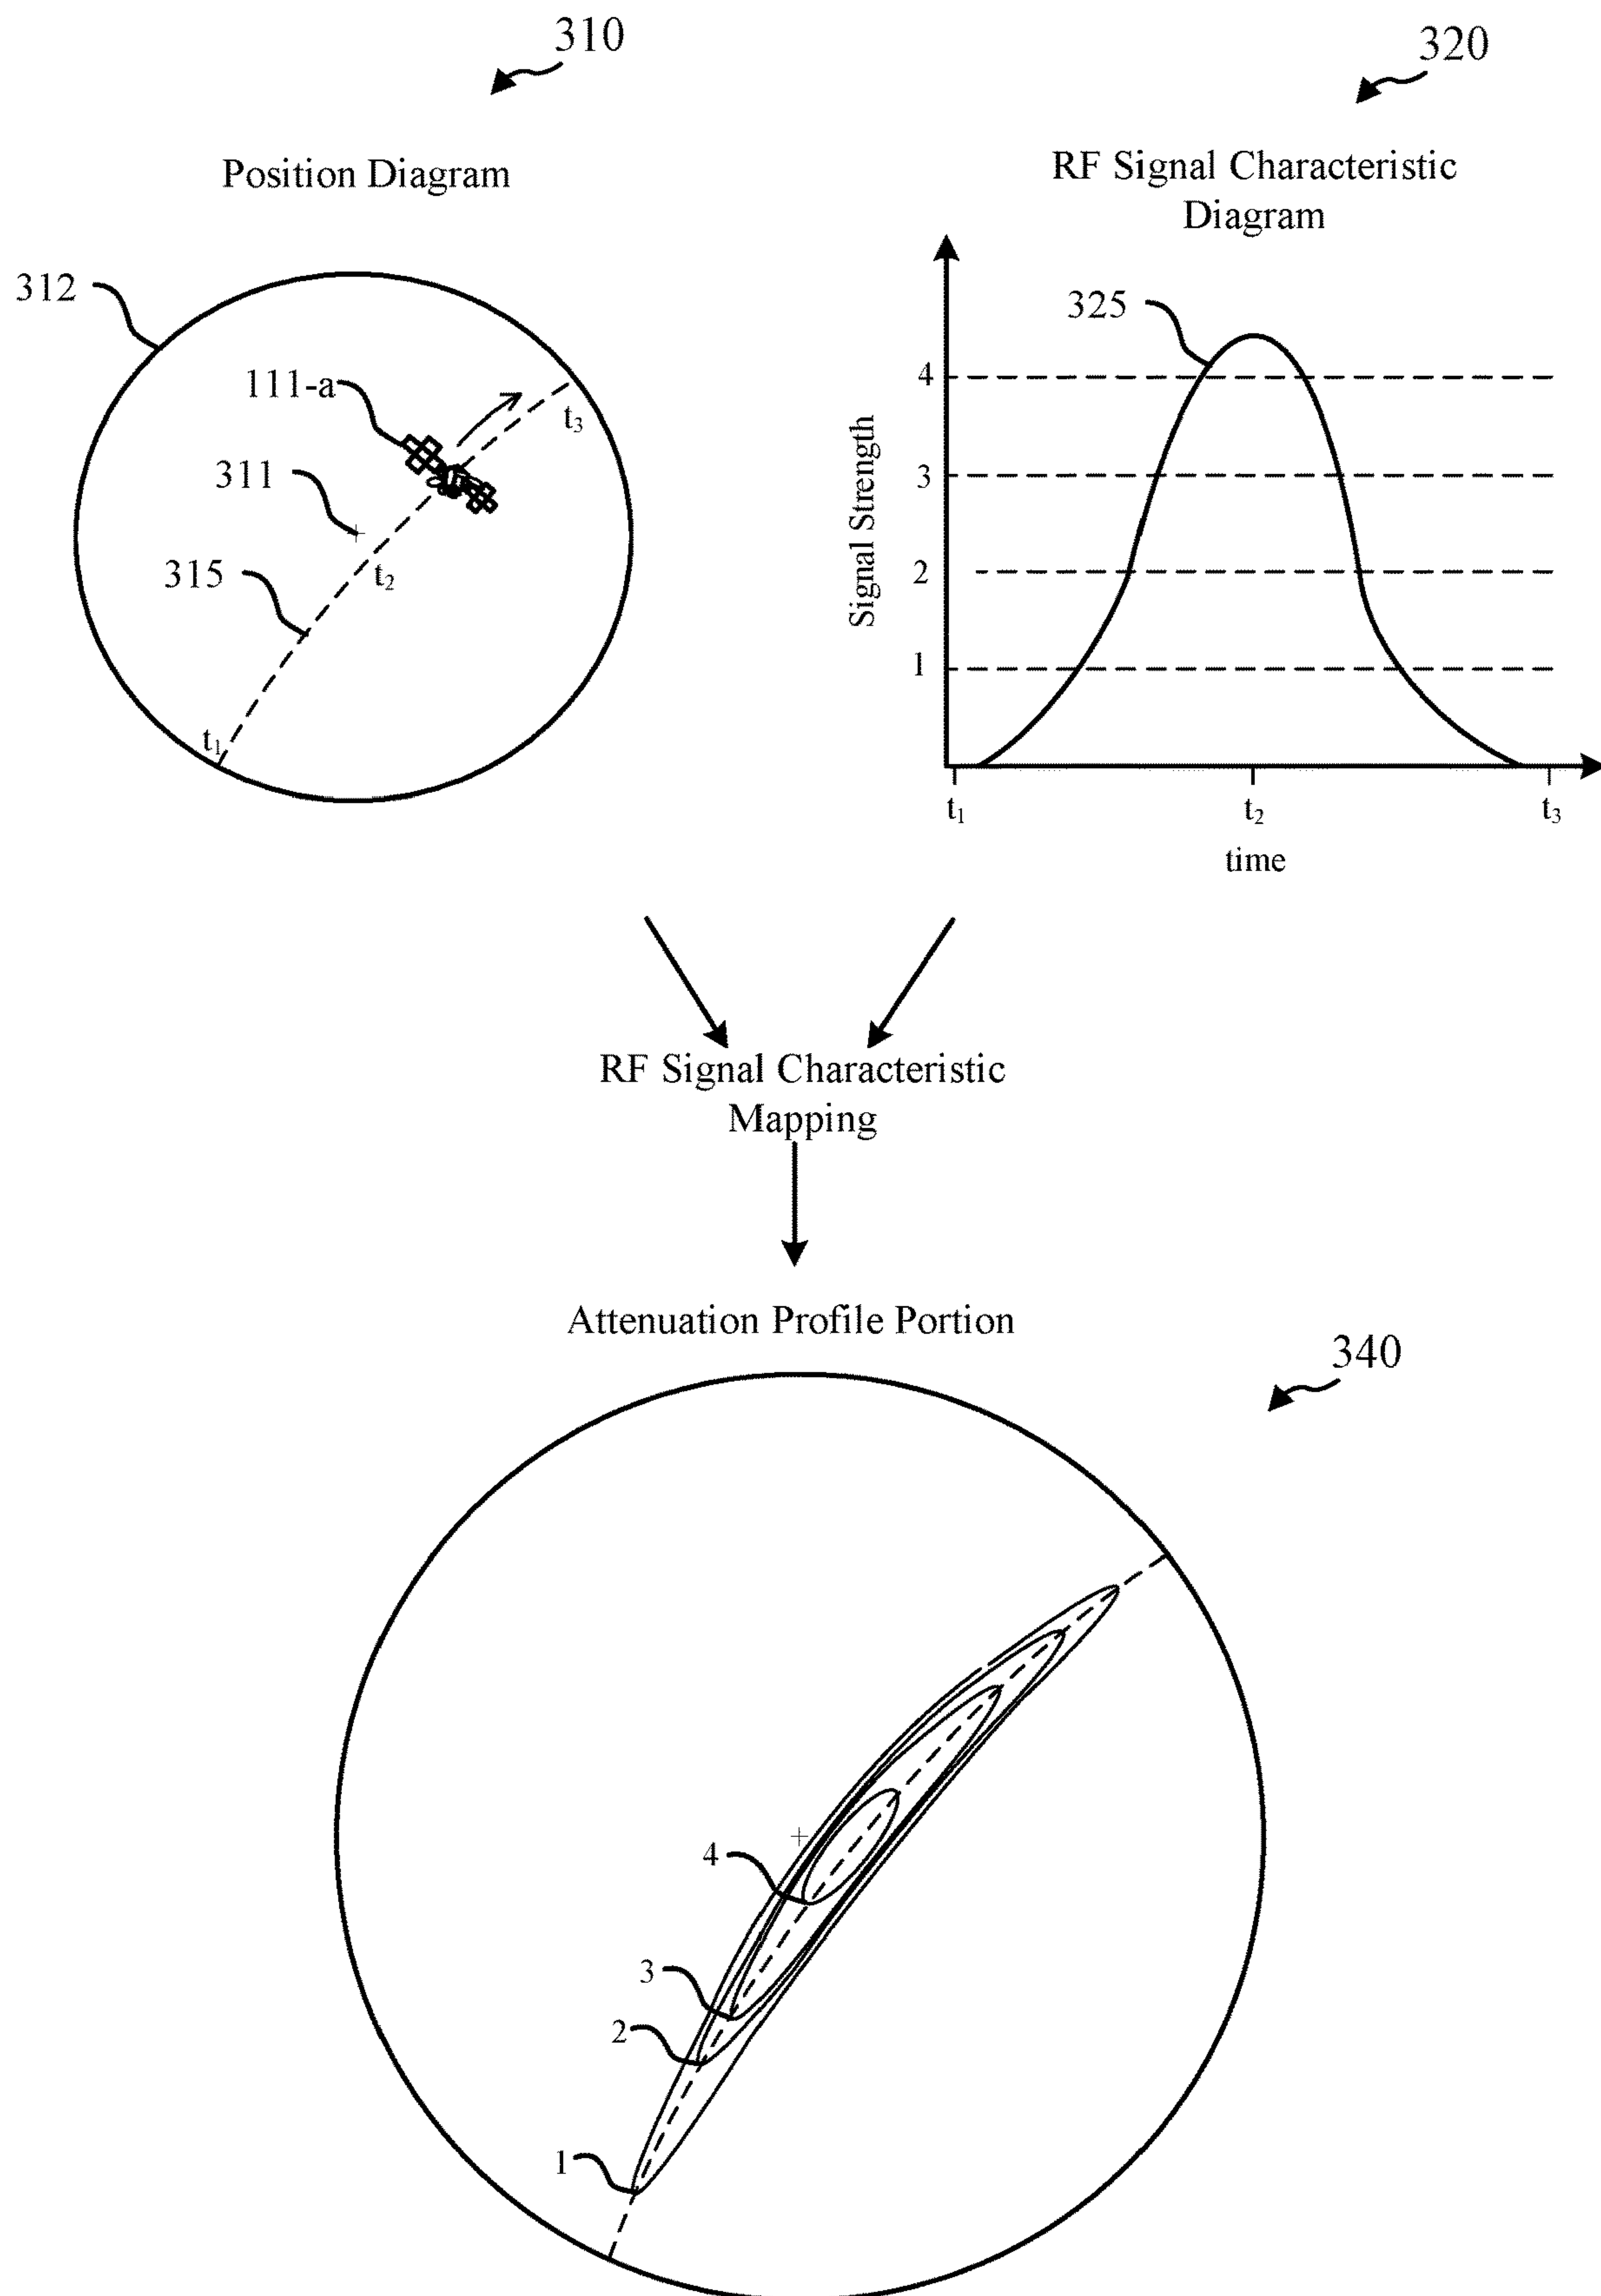 310
320
Position Diagram
RF Signal Characteristic
Diagram
312
325
111-a
t3
4
311
3
Signal Strength
315
t2
2
1
t1
t1
t2
t3
time
RF Signal Characteristic
Mapping
Attenuation Profile Portion
340
4
3
2
1